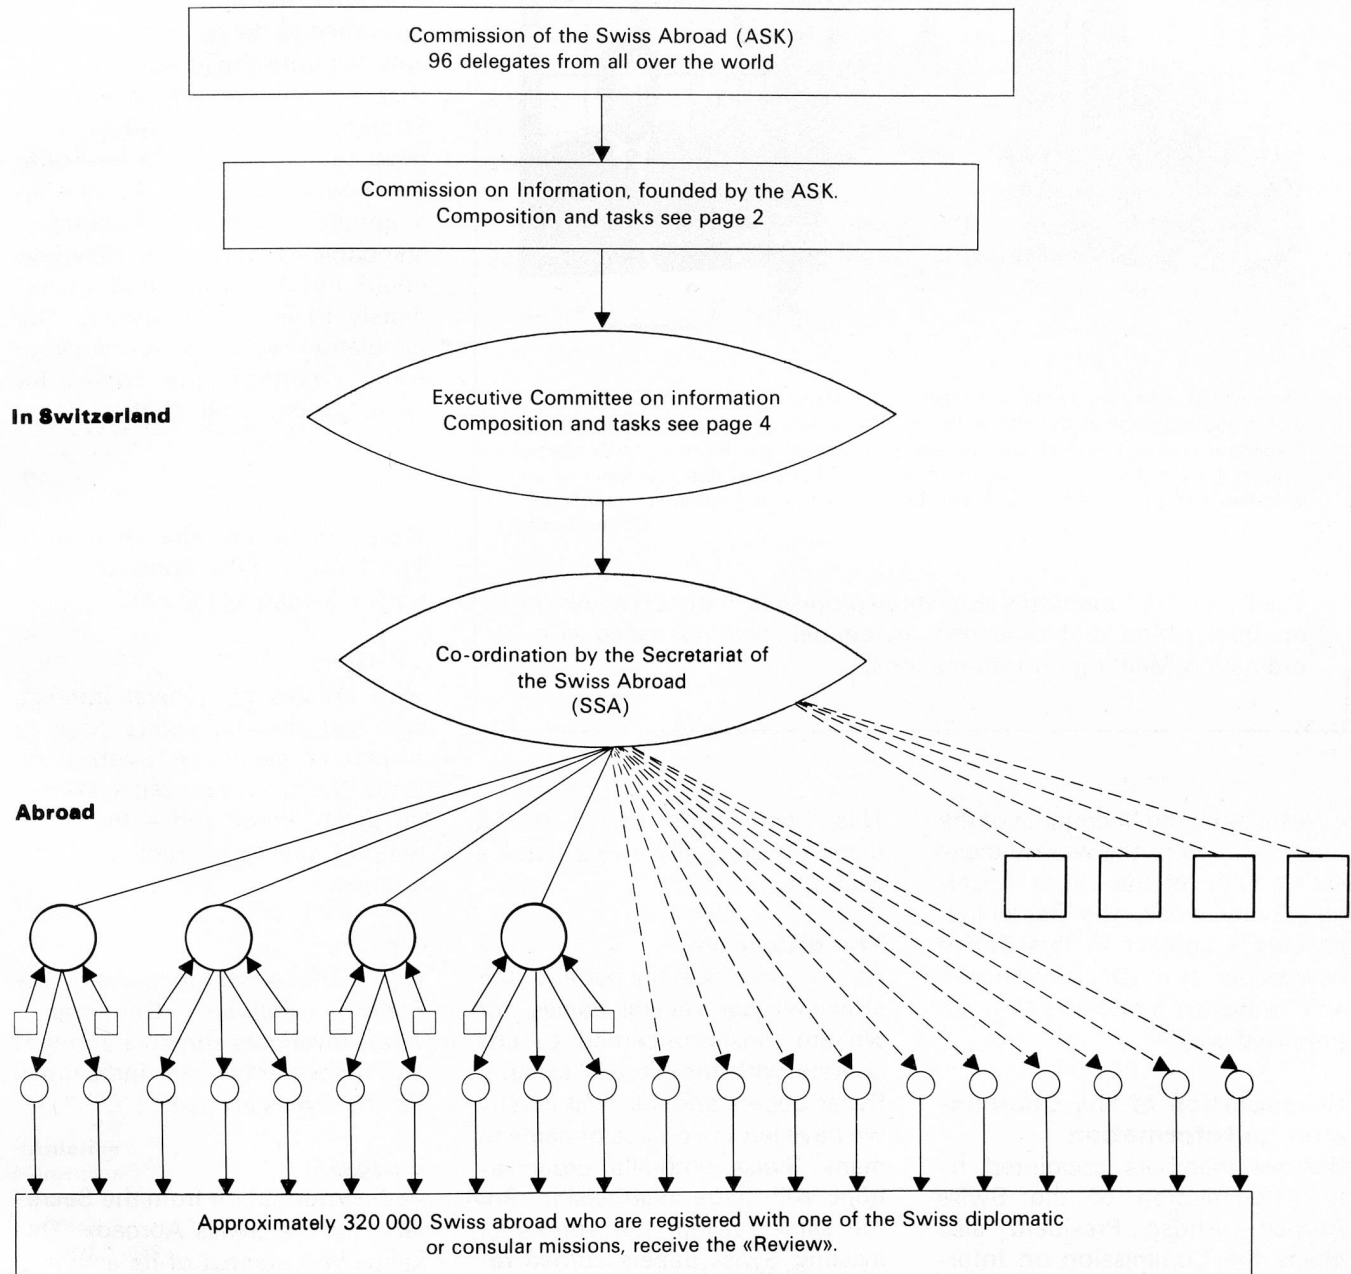 Commission of the Swiss Abroad (ASK)
96 delegates from all over the world
Commission on Information, founded by the ASK.
Composition and tasks see page 2
Executive Committee on information
Composition and tasks see page 4
In Switzerland
Co-ordination by the Secretariat of
the Swiss Abroad
(SSA)
Abroad
Approximately 320 000 Swiss abroad who are registered with one of the Swiss diplomatic
or consular missions, receive the «Review».